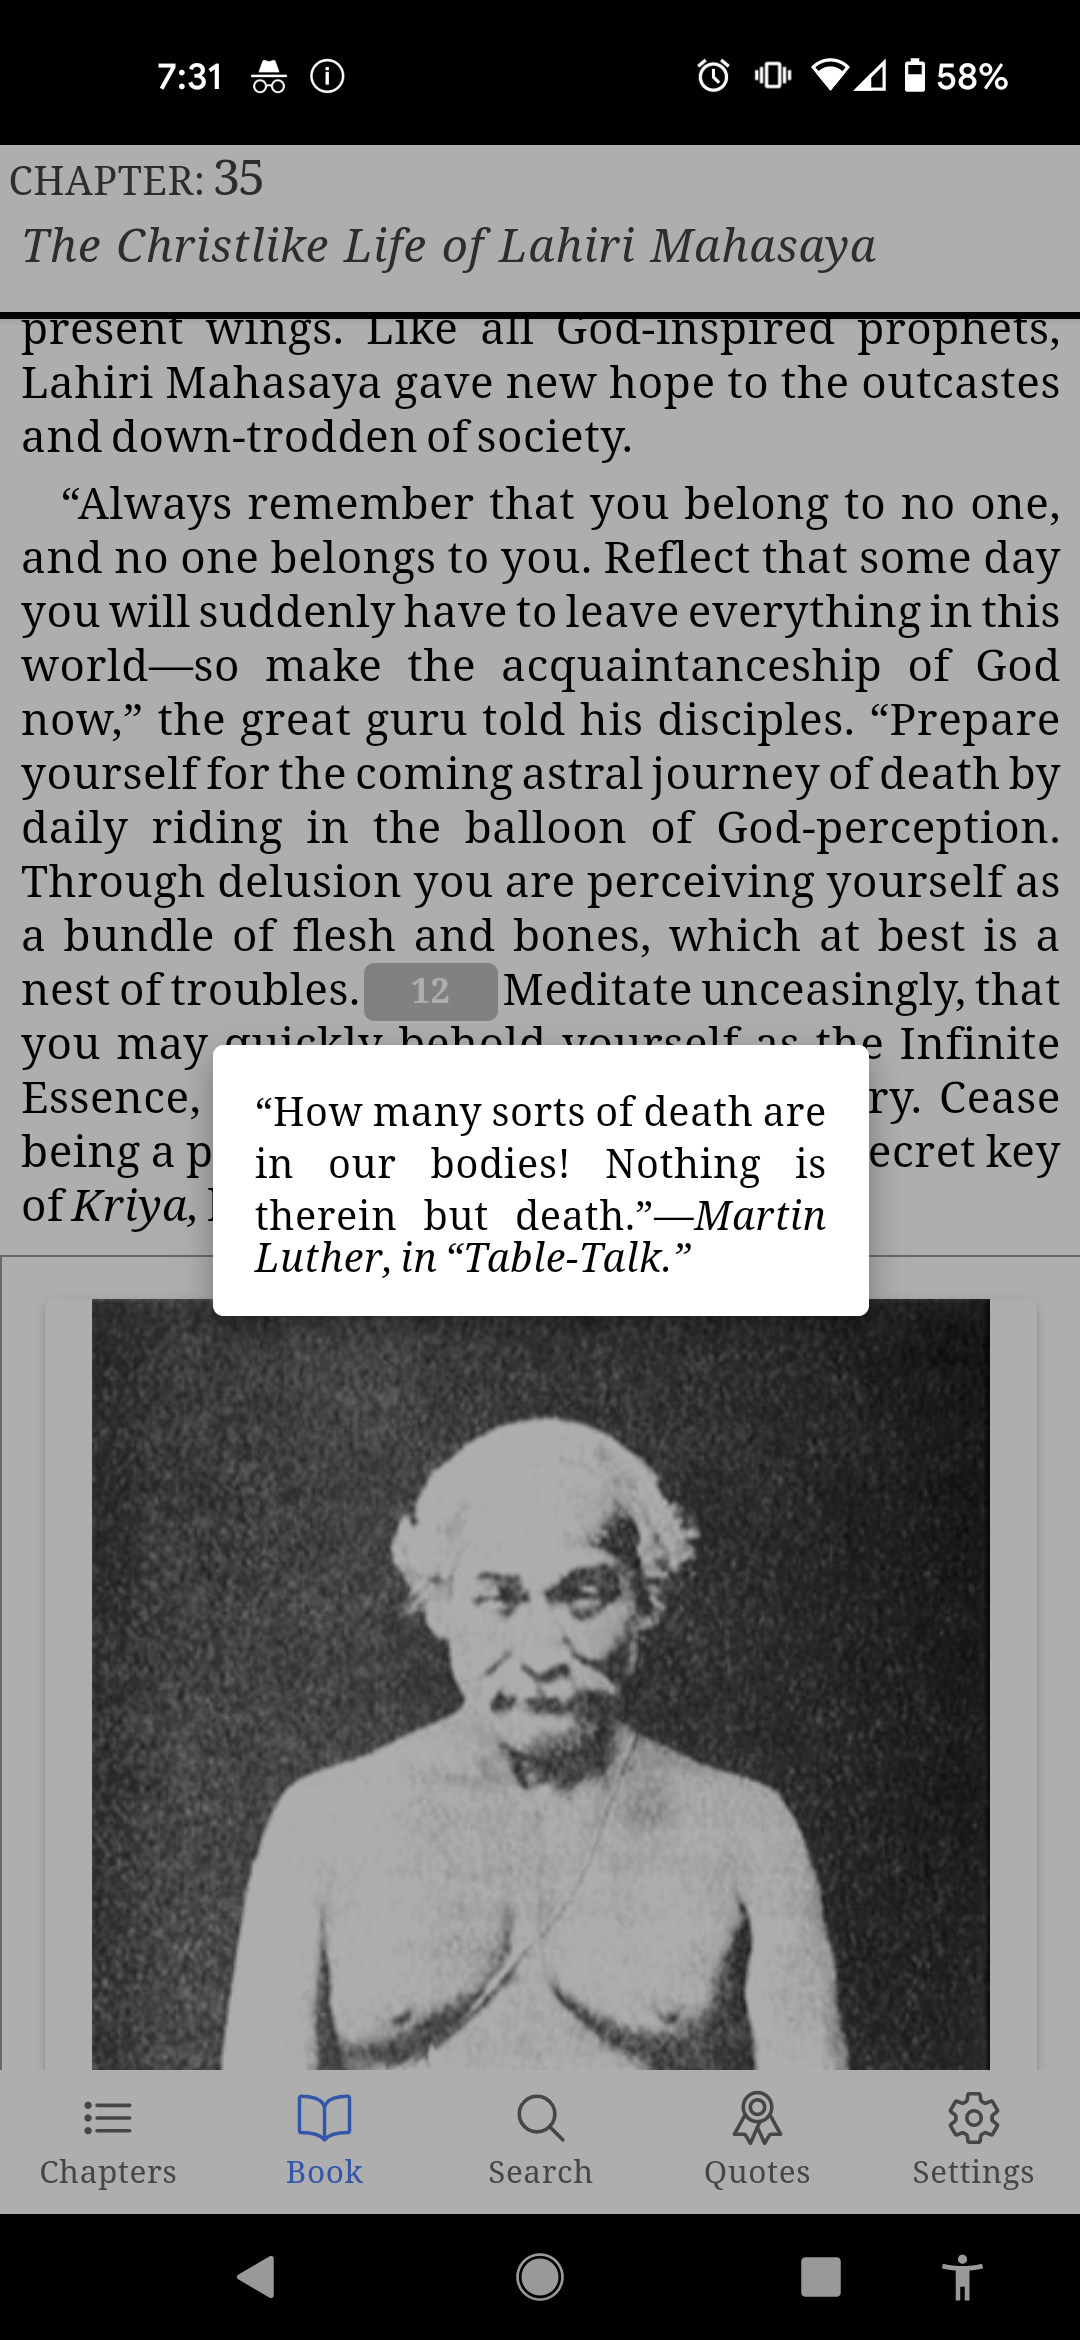 7:31
58%
CHAPTER: 35
The Christlike Life of Lahiri Mahasaya
present wings. Like all God-inspired prophets,
Lahiri Mahasaya gave new hope to the outcastes
and down-trodden of society.
“Always remember that you belong to no one,
and no one belongs to you. Reflect that some day
you will suddenly have to leave everything in this
world—so make the acquaintanceship of God
now,” the great guru told his disciples. “Prepare
yourself for the coming astral journey of death by
daily riding in the balloon of God-perception.
Through delusion you are perceiving yourself as
a bundle of flesh and bones, which at best is a
nest of troubles. 12 Meditate unceasingly, that
you may quickly behold yourself as the Infinite
Essence, ry. Cease
being a p ecret key
of Kriya,
“How many sorts of death are
in our bodies! Nothing is
therein but death.”—Martin
Luther, in “Table-Talk.”
Chapters
Book
Search
Quotes
Settings